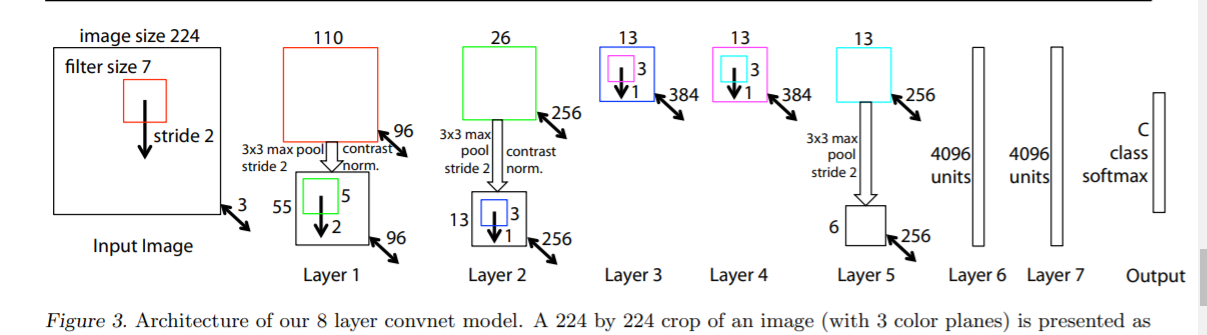 image size 224
filter size 7
stride 2
3
Input Image
110
96
3x3 max pool
stride 2
contrast
norm.
55
5
2
96
Layer 1
26
256
3x3 max
pool
stride 2
contrast
norm.
13
3
1
256
Layer 2
13
3
1
384
Layer 3
13
3
1
384
Layer 4
13
256
3x3 max
pool
stride 2
6
256
Layer 5
4096
units
Layer 6
4096
units
Layer 7
C
class
softmax
Output
Figure 3. Architecture of our 8 layer convnet model. A 224 by 224 crop of an image (with 3 color planes) is presented as